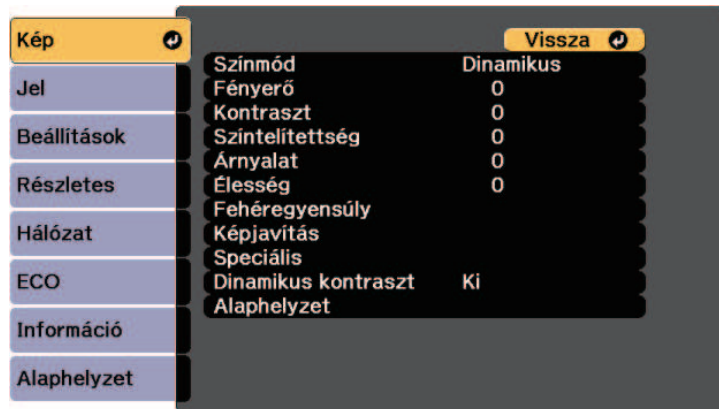 Kép
Jel
Beállítások
Részletes
Hálózat
ECO
Információ
Alaphelyzet
Vissza
Színmód Dinamikus
Fényerő 0
Kontraszt 0
Színtelítettség 0
Árnyalat 0
Élesség 0
Fehéregyensúly
Képjavítás
Speciális
Dinamikus kontraszt Ki
Alaphelyzet